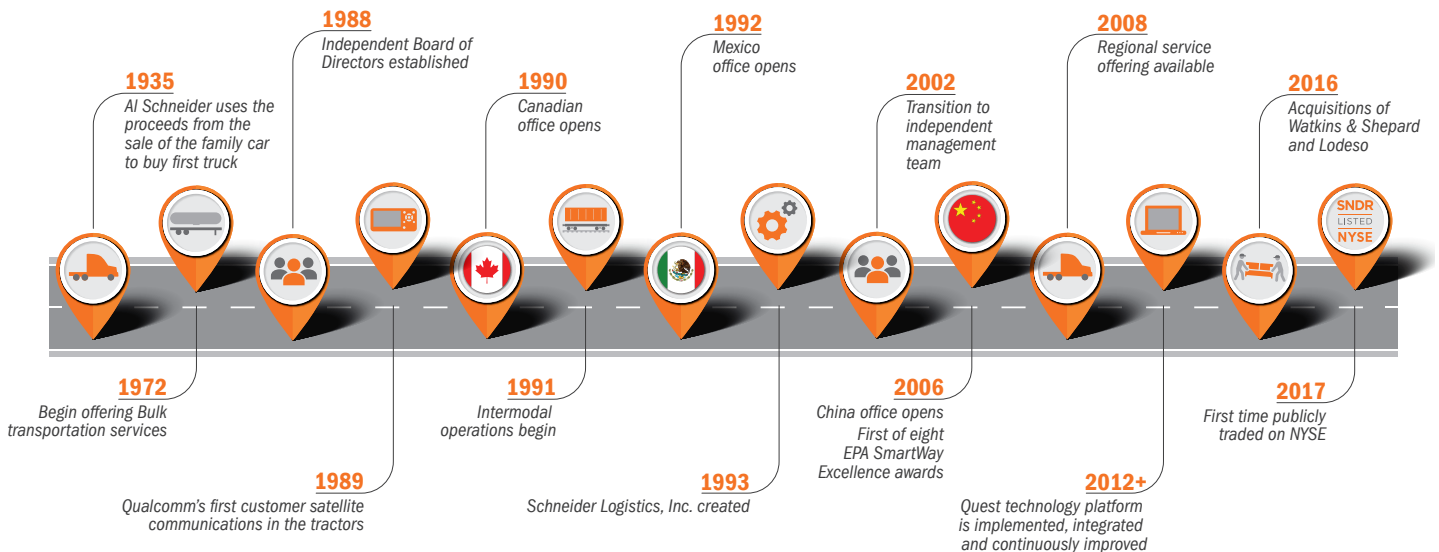 1935
Al Schneider uses the
proceeds from the
sale of the family car
to buy first truck
1972
Begin offering Bulk
transportation services
1988
Independent Board of
Directors established
1989
Qualcomm’s first customer satellite
communications in the tractors
1990
Canadian
office opens
1991
Intermodal
operations begin
1992
Mexico
office opens
1993
Schneider Logistics, Inc. created
2002
Transition to
independent
management
team
2006
China office opens
First of eight
EPA SmartWay
Excellence awards
2008
Regional service
offering available
2012+
Quest technology platform
is implemented, integrated
and continuously improved
2016
Acquisitions of
Watkins & Shepard
and Lodeso
SNDR
LISTED
NYSE
2017
First time publicly
traded on NYSE